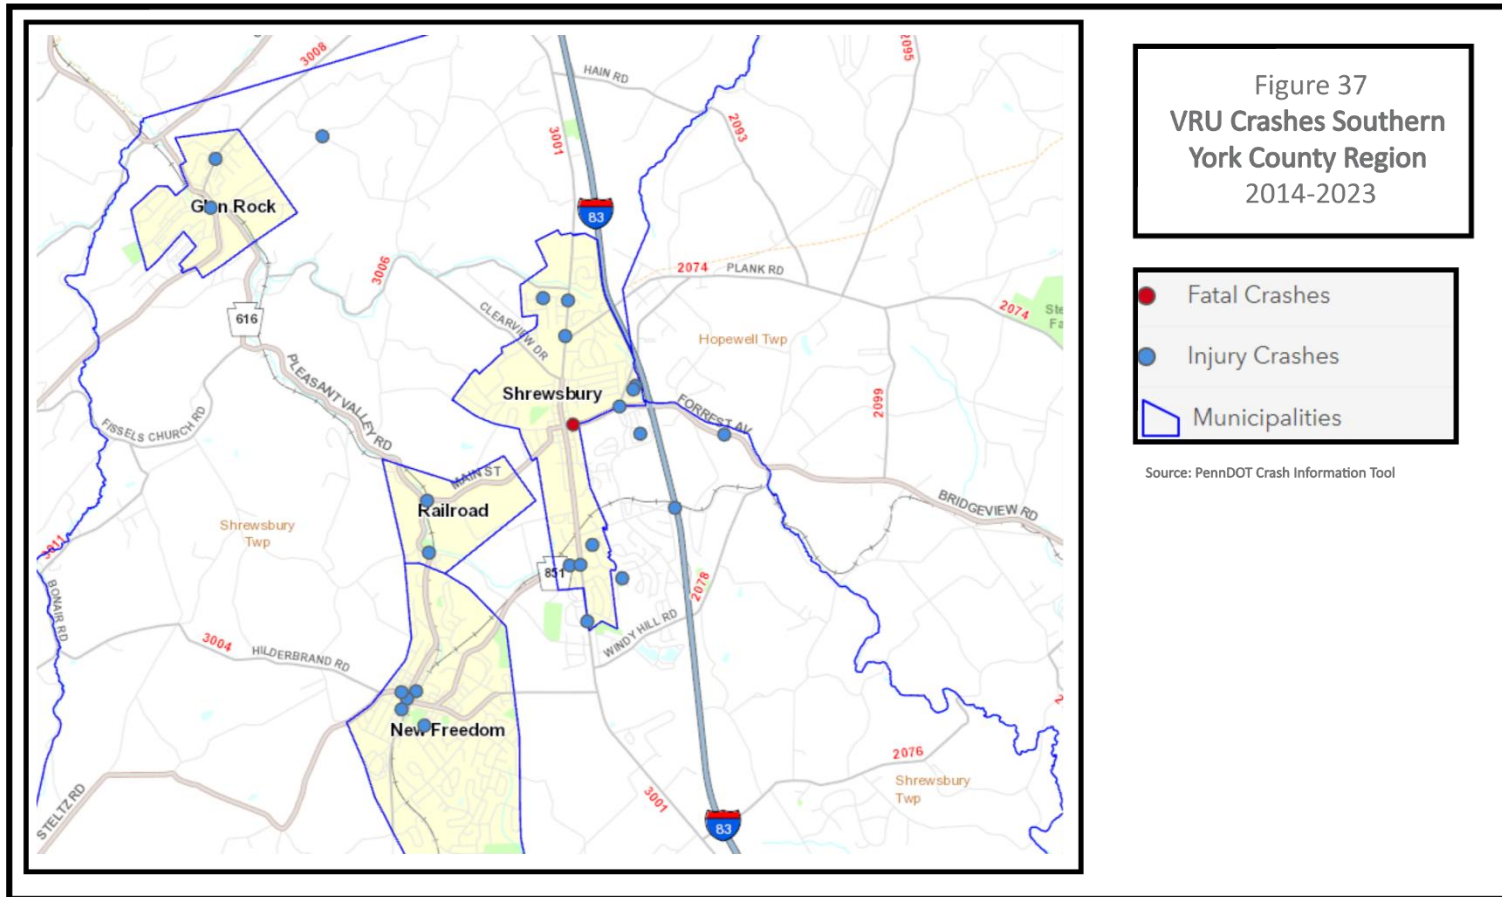 3008
HAIN RD
2095
3001
2093
Glen Rock
83
3006
2074
PLANK RD
2074
616
CLEARVIEW DR
Hopewell Twp
PLEASANT VALLEY RD
Shrewsbury
FORREST AV
2099
FISSELS CHURCH RD
MAIN ST
BRIDGEVIEW RD
Railroad
Shrewsbury
Twp
3011
851
2078
BONAIR RD
WINDY HILL RD
3004
HILDERBRAND RD
New Freedom
2076
Shrewsbury
Twp
STELTZ RD
3001
83
Figure 37
VRU Crashes Southern
York County Region
2014-2023
Fatal Crashes
Injury Crashes
Municipalities
Source: PennDOT Crash Information Tool